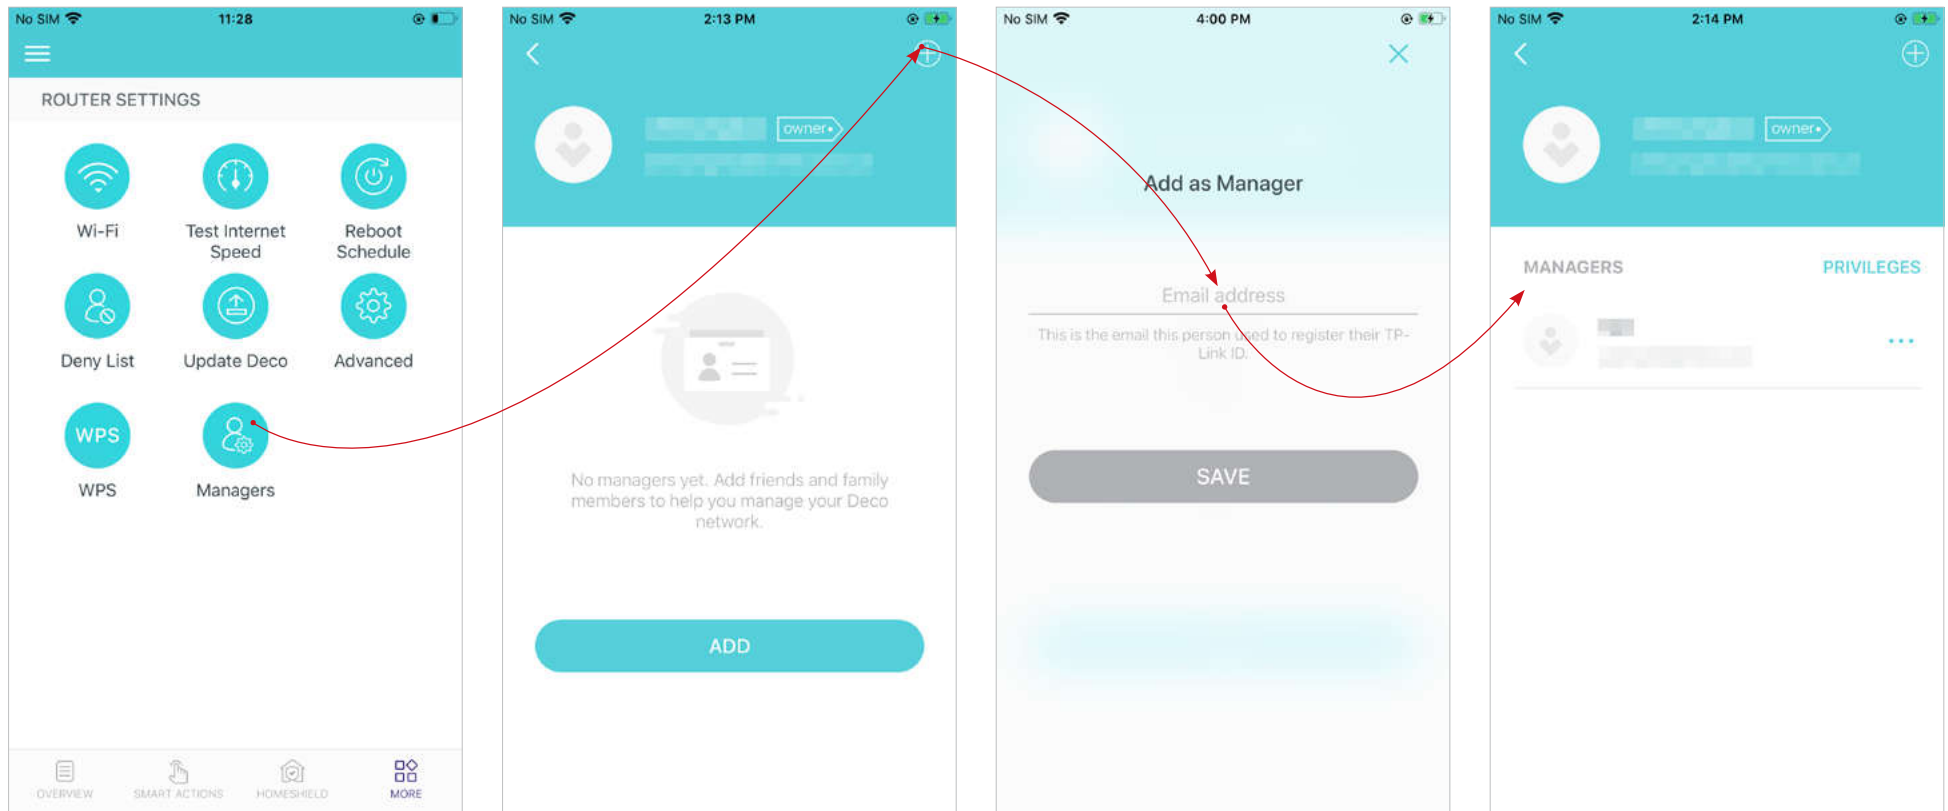 No SIM
11:28
ROUTER SETTINGS
Wi-Fi
Test Internet
Speed
Reboot
Schedule
Deny List
Update Deco
Advanced
WPS
WPS
Managers
OVERVIEW
SMART ACTIONS
HOMESHIELD
MORE
No SIM
2:13 PM
owner
No managers yet. Add friends and family
members to help you manage your Deco
network.
ADD
No SIM
4:00 PM
Add as Manager
Email address
This is the email this person used to register their TP-
Link ID.
SAVE
No SIM
2:14 PM
owner
MANAGERS
PRIVILEGES